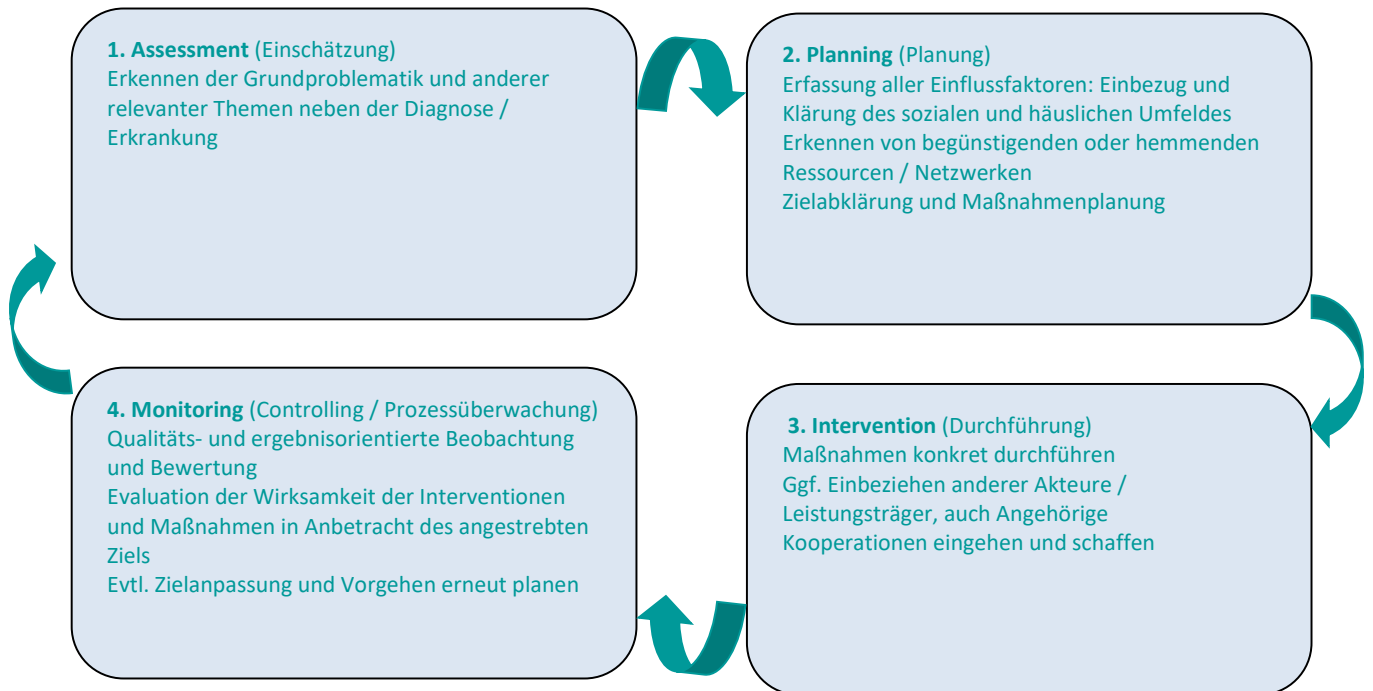 1. Assessment (Einschätzung)
Erkennen der Grundproblematik und anderer
relevanter Themen neben der Diagnose /
Erkrankung
2. Planning (Planung)
Erfassung aller Einflussfaktoren: Einbezug und
Klärung des sozialen und häuslichen Umfeldes
Erkennen von begünstigenden oder hemmenden
Ressourcen / Netzwerken
Zielabklärung und Maßnahmenplanung
3. Intervention (Durchführung)
Maßnahmen konkret durchführen
Ggf. Einbeziehen anderer Akteure /
Leistungsträger, auch Angehörige
Kooperationen eingehen und schaffen
4. Monitoring (Controlling / Prozessüberwachung)
Qualitäts- und ergebnisorientierte Beobachtung
und Bewertung
Evaluation der Wirksamkeit der Interventionen
und Maßnahmen in Anbetracht des angestrebten
Ziels
Evtl. Zielanpassung und Vorgehen erneut planen